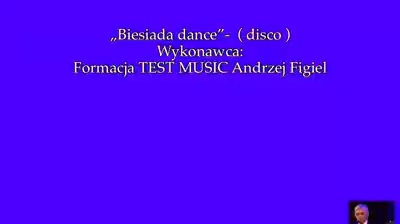 „Biesiada dance”-  ( disco )
Wykonawca:
Formacja TEST MUSIC Andrzej Figiel